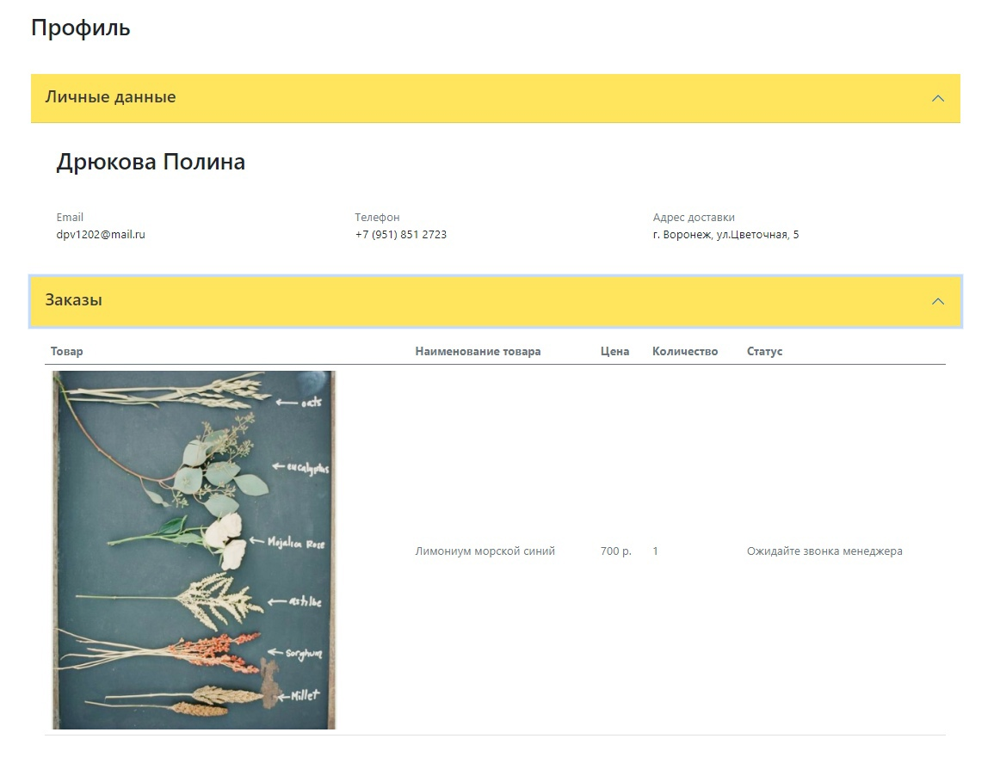 Профиль
Личные данные
Дрюкова Полина
Email Телефон Адрес доставки
dpv1202@mail.ru +7 (951) 851 2723 г. Воронеж, ул.Цветочная, 5
Заказы
Товар Наименование товара Цена Количество Статус
oats
eucalyptus
Majalica Rose
astilbe
Sorghum
Millet
Лимониум морской синий 700 р. 1 Ожидайте звонка менеджера